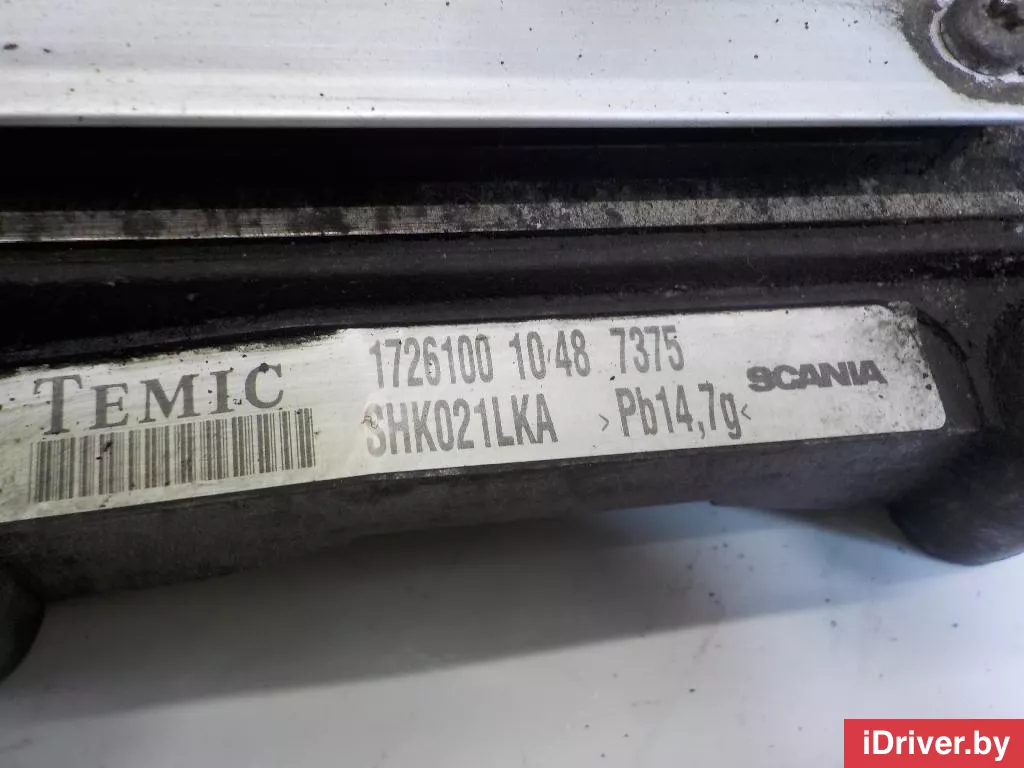 TEMIC
1726100 10 48 7375
SHK021LKA >Pb14,7g<
SCANIA
iDriver.by